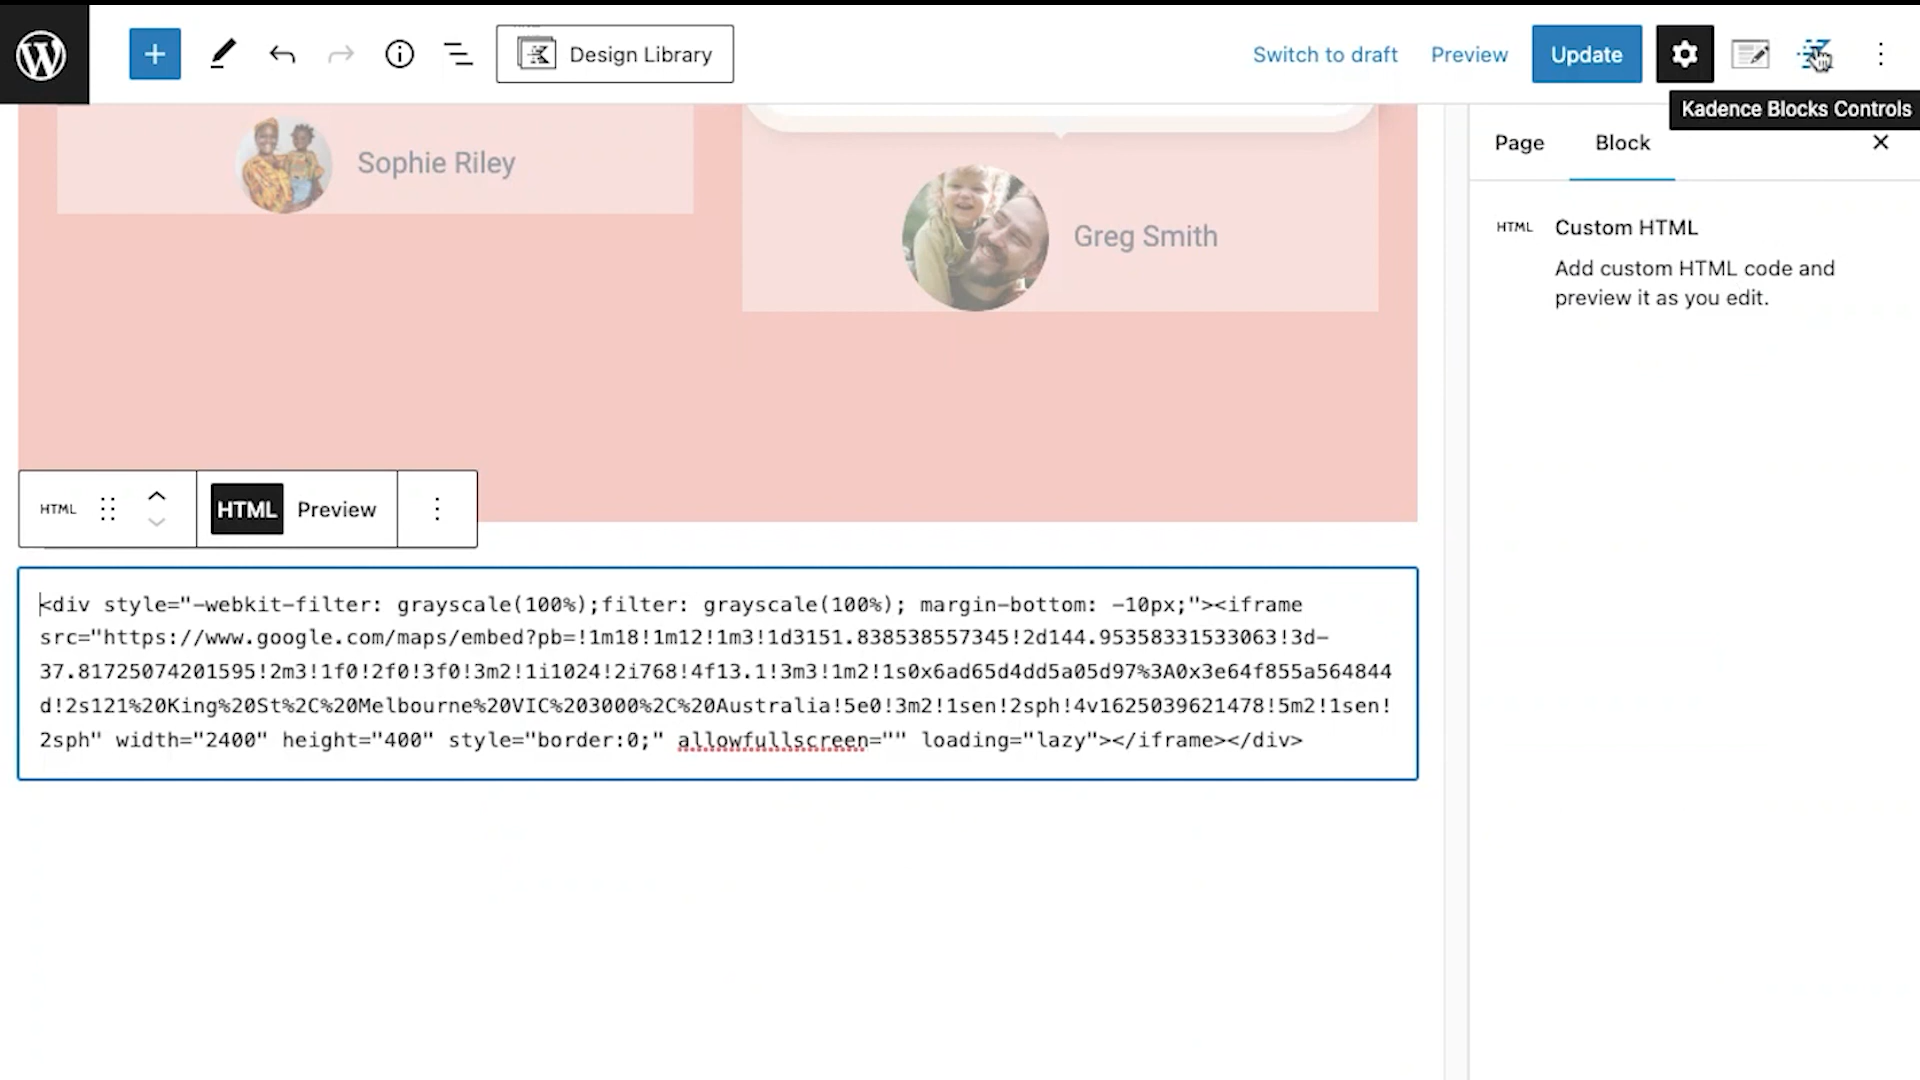 Design Library
Switch to draft
Preview
Update
Kadence Blocks Controls
Page
Block
HTML
Custom HTML
Add custom HTML code and
preview it as you edit.
Sophie Riley
Greg Smith
HTML
HTML
Preview
<div style="-webkit-filter: grayscale(100%);filter: grayscale(100%); margin-bottom: -10px;"><iframe
src="https://www.google.com/maps/embed?pb=!1m18!1m12!1m3!1d3151.838538557345!2d144.95358331533063!3d-
37.81725074201595!2m3!1f0!2f0!3f0!3m2!1i1024!2i768!4f13.1!3m3!1m2!1s0x6ad65d4dd5a05d97%3A0x3e64f855a564844
d!2s121%20King%20St%2C%20Melbourne%20VIC%203000%2C%20Australia!5e0!3m2!1sen!2sph!4v1625039621478!5m2!1sen!
2sph" width="2400" height="400" style="border:0;" allowfullscreen="" loading="lazy"></iframe></div>